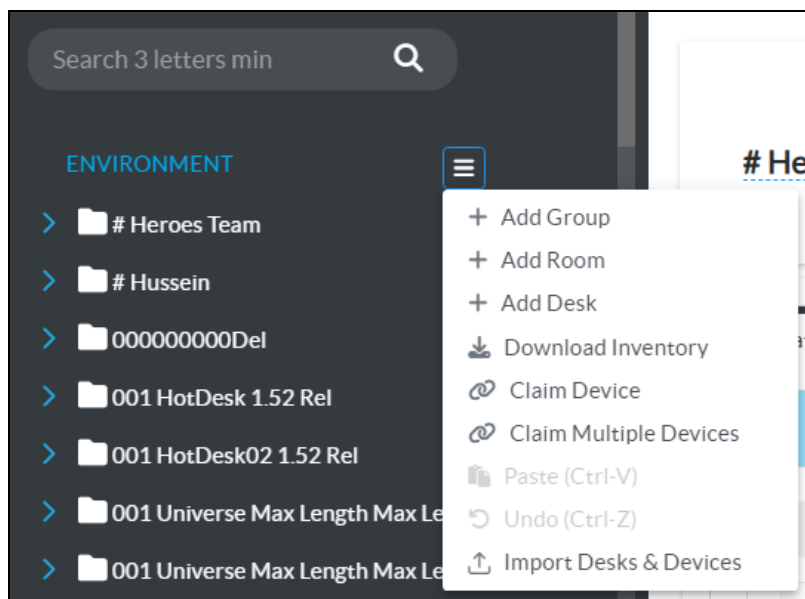 Search 3 letters min
ENVIRONMENT
# He
# Heroes Team
# Hussein
000000000Del
001 HotDesk 1.52 Rel
001 HotDesk02 1.52 Rel
001 Universe Max Length Max Le
001 Universe Max Length Max Le
+ Add Group
+ Add Room
+ Add Desk
Download Inventory
Claim Device
Claim Multiple Devices
Paste (Ctrl-V)
Undo (Ctrl-Z)
Import Desks & Devices